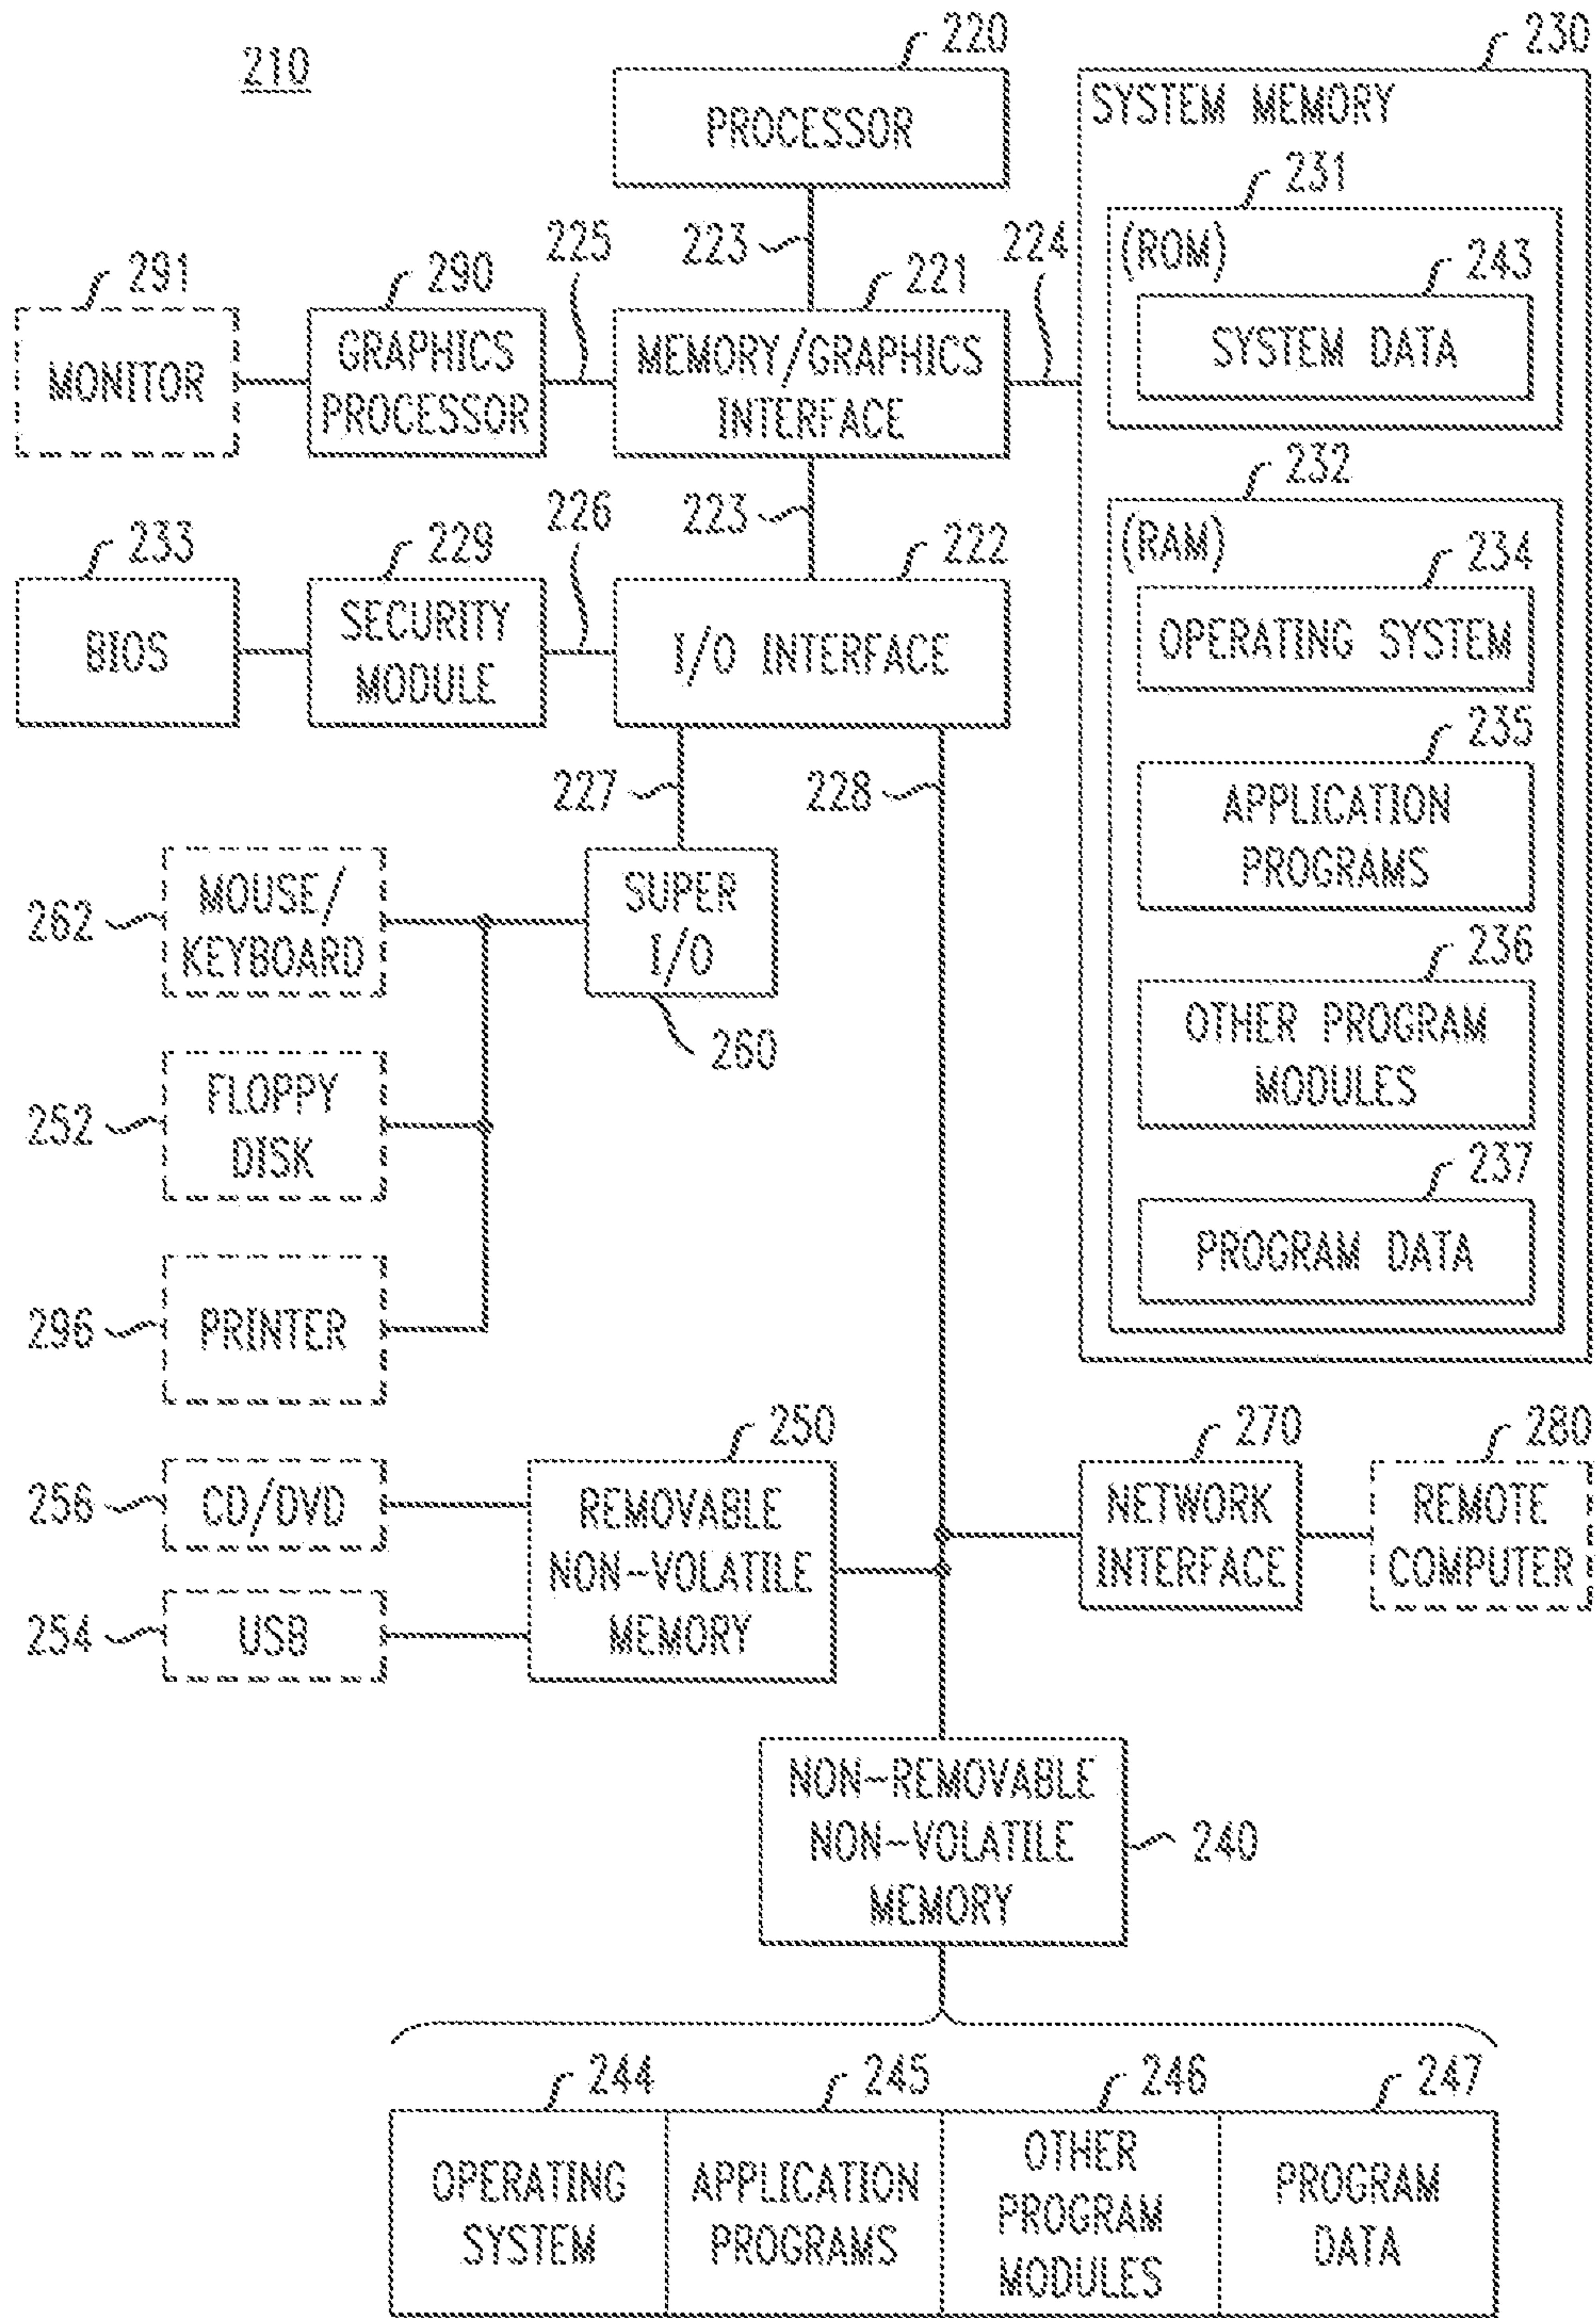 210
220
PROCESSOR
230
SYSTEM MEMORY
231
(ROM)
243
SYSTEM DATA
223
225
224
291
MONITOR
290
GRAPHICS
PROCESSOR
221
MEMORY/GRAPHICS
INTERFACE
232
(RAM)
234
OPERATING SYSTEM
235
APPLICATION
PROGRAMS
236
OTHER PROGRAM
MODULES
237
PROGRAM DATA
223
226
233
BIOS
229
SECURITY
MODULE
222
I/O INTERFACE
227
228
262
MOUSE/
KEYBOARD
SUPER
I/O
260
252
FLOPPY
DISK
296
PRINTER
256
CD/DVD
254
USB
250
REMOVABLE
NON-VOLATILE
MEMORY
270
NETWORK
INTERFACE
280
REMOTE
COMPUTER
NON-REMOVABLE
NON-VOLATILE
MEMORY
240
244
OPERATING
SYSTEM
245
APPLICATION
PROGRAMS
246
OTHER
PROGRAM
MODULES
247
PROGRAM
DATA